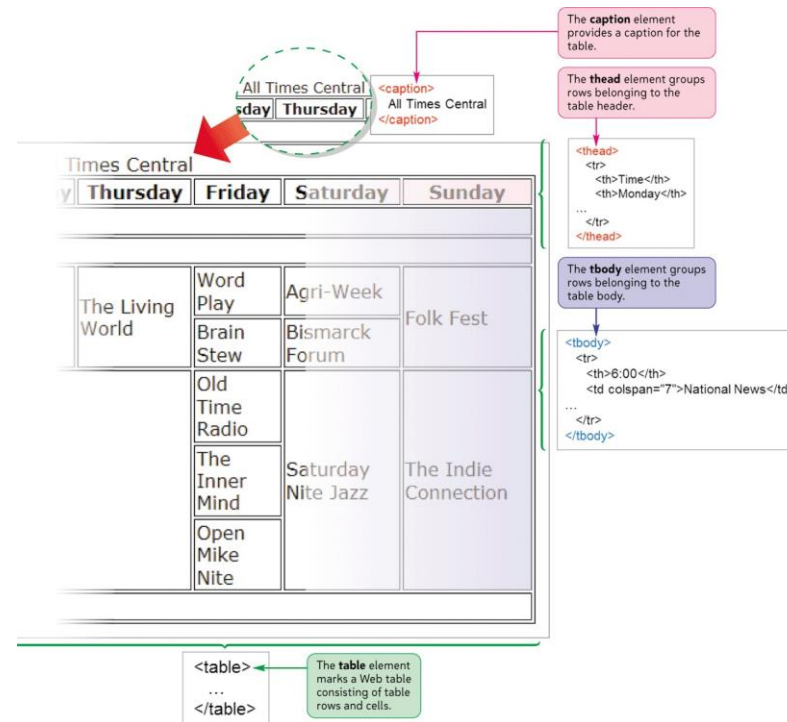 The caption element
provides a caption for the
table.
All Times Central
sday Thursday
<caption>
All Times Central
</caption>
The thead element groups
rows belonging to the
table header.
<thead>
<tr>
<th>Time</th>
<th>Monday</th>
...
</tr>
</thead>
Times Central
y Thursday Friday Saturday Sunday
The tbody element groups
rows belonging to the
table body.
The Living
World
Word
Play
Brain
Stew
Agri-Week
Bismarck
Forum
Folk Fest
<tbody>
<tr>
<th>6:00</th>
<td colspan="7">National News</td
...
</tr>
</tbody>
Old
Time
Radio
The
Inner
Mind
Open
Mike
Nite
Saturday
Nite Jazz
The Indie
Connection
<table>
...
</table>
The table element
marks a Web table
consisting of table
rows and cells.